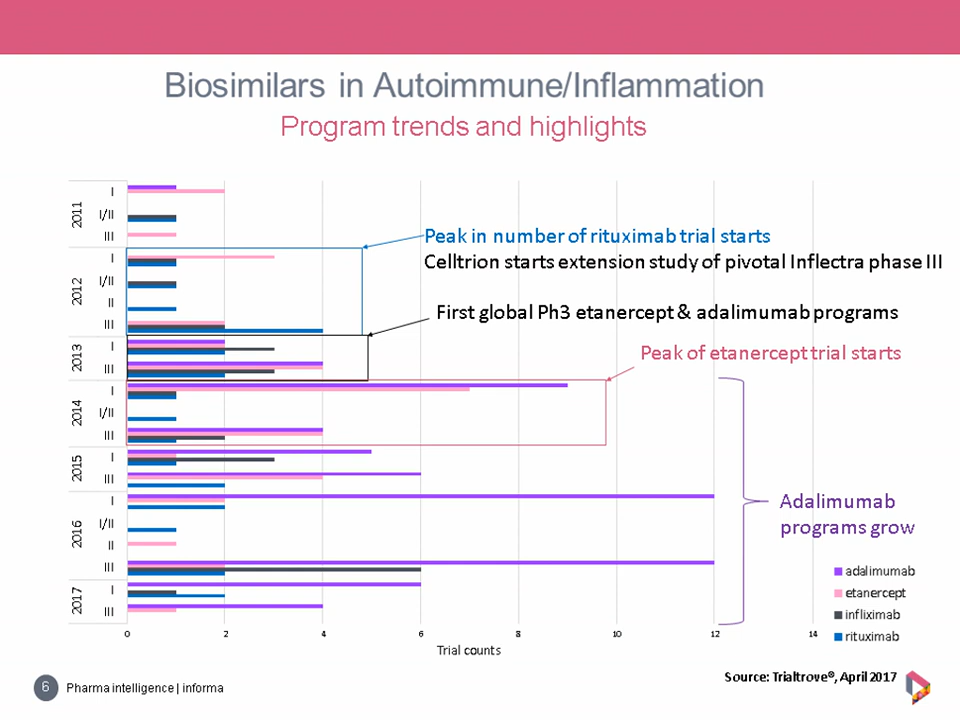 Biosimilars in Autoimmune/Inflammation
Program trends and highlights
2011
I
I/II
III
2012
I
I/II
II
III
2013
I
III
2014
I
I/II
III
2015
I
III
2016
I
I/II
II
III
2017
I
III
Peak in number of rituximab trial starts
Celltrion starts extension study of pivotal Inflectra phase III
First global Ph3 etanercept & adalimumab programs
Peak of etanercept trial starts
Adalimumab
programs grow
adalimumab
etanercept
infliximab
rituximab
0 2 4 6 8 10 12 14
Trial counts
Source: Trialtrove®, April 2017
6 Pharma intelligence | informa